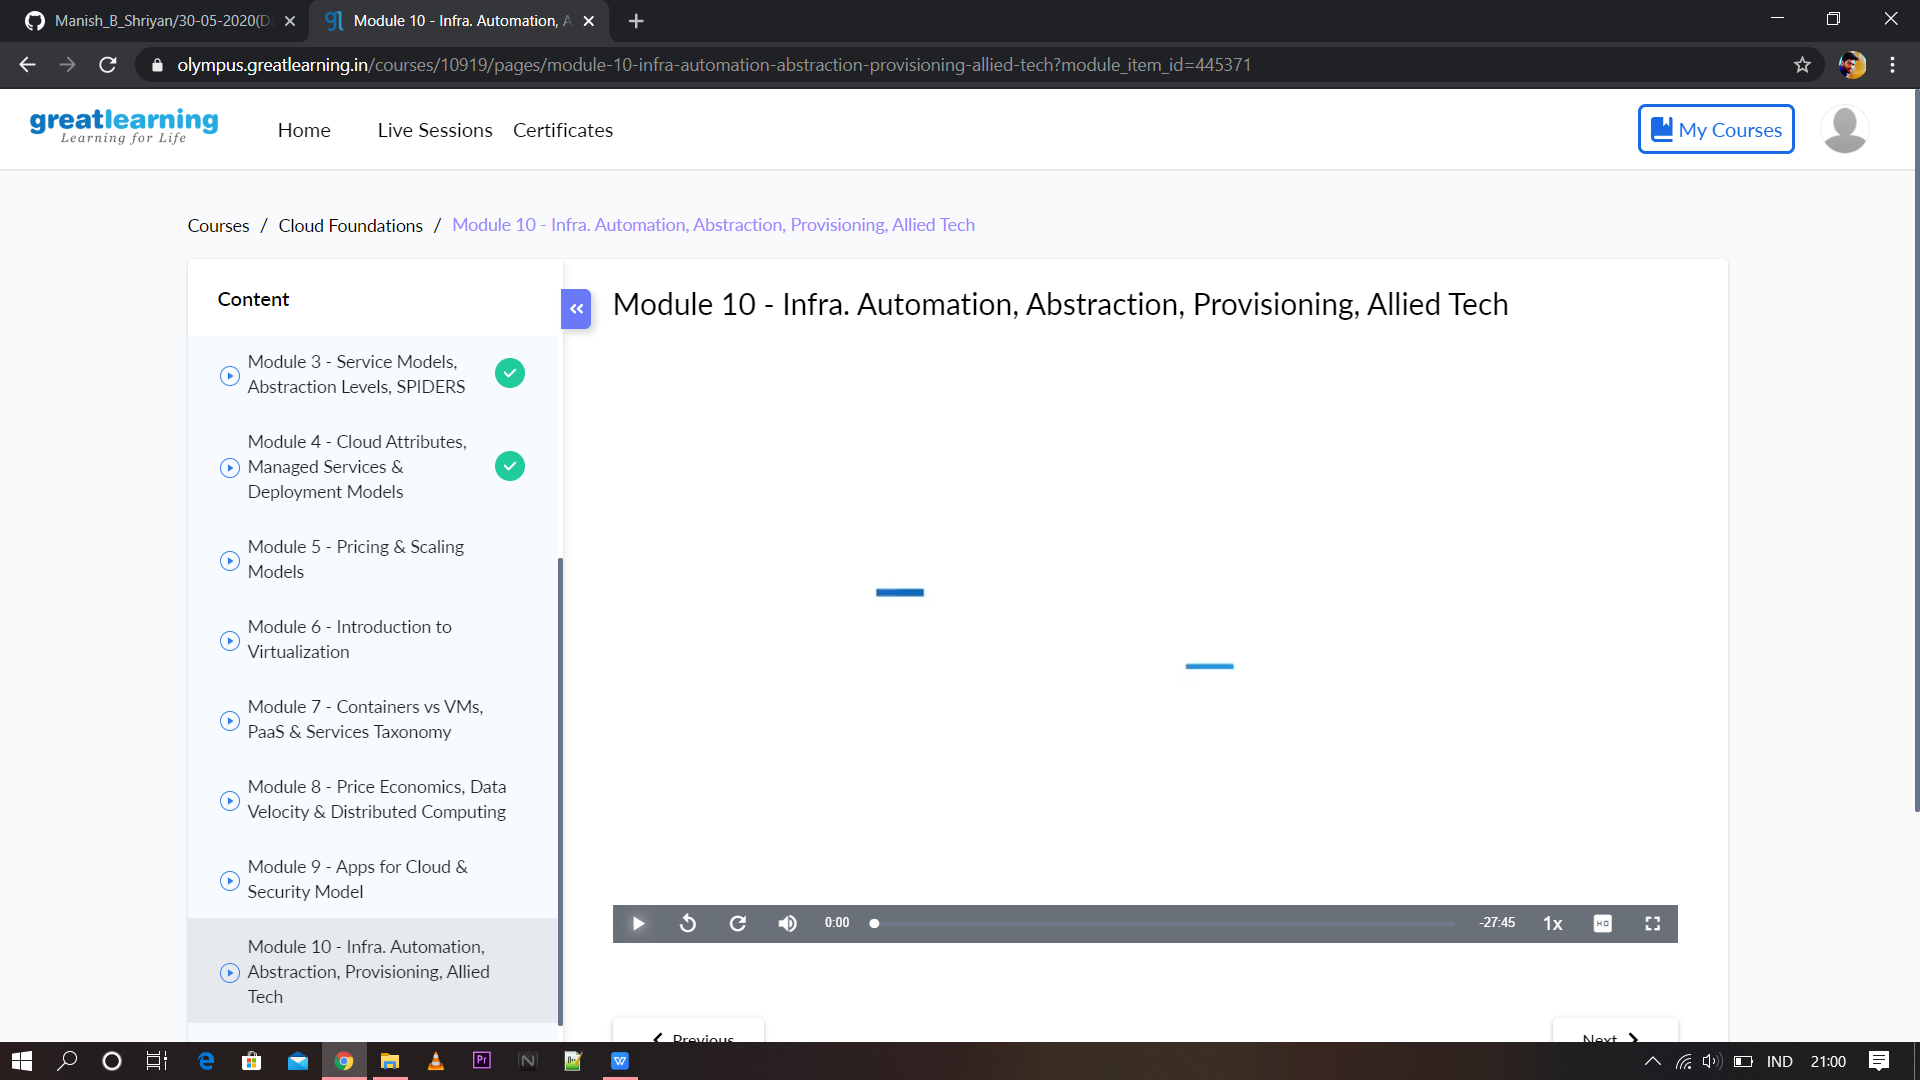 Manish_B_Shriyan/30-05-2020(D
Module 10 - Infra. Automation, A
olympus.greatlearning.in/courses/10919/pages/module-10-infra-automation-abstraction-provisioning-allied-tech?module_item_id=445371
greatlearning
Learning for Life
Home
Live Sessions
Certificates
My Courses
Courses / Cloud Foundations / Module 10 - Infra. Automation, Abstraction, Provisioning, Allied Tech
Content
Module 3 - Service Models,
Abstraction Levels, SPIDERS
Module 4 - Cloud Attributes,
Managed Services &
Deployment Models
Module 5 - Pricing & Scaling
Models
Module 6 - Introduction to
Virtualization
Module 7 - Containers vs VMs,
PaaS & Services Taxonomy
Module 8 - Price Economics, Data
Velocity & Distributed Computing
Module 9 - Apps for Cloud &
Security Model
Module 10 - Infra. Automation,
Abstraction, Provisioning, Allied
Tech
Module 10 - Infra. Automation, Abstraction, Provisioning, Allied Tech
0:00
-27:45
1x
HD
Previous
Next
Pr
N
W
IND
21:00